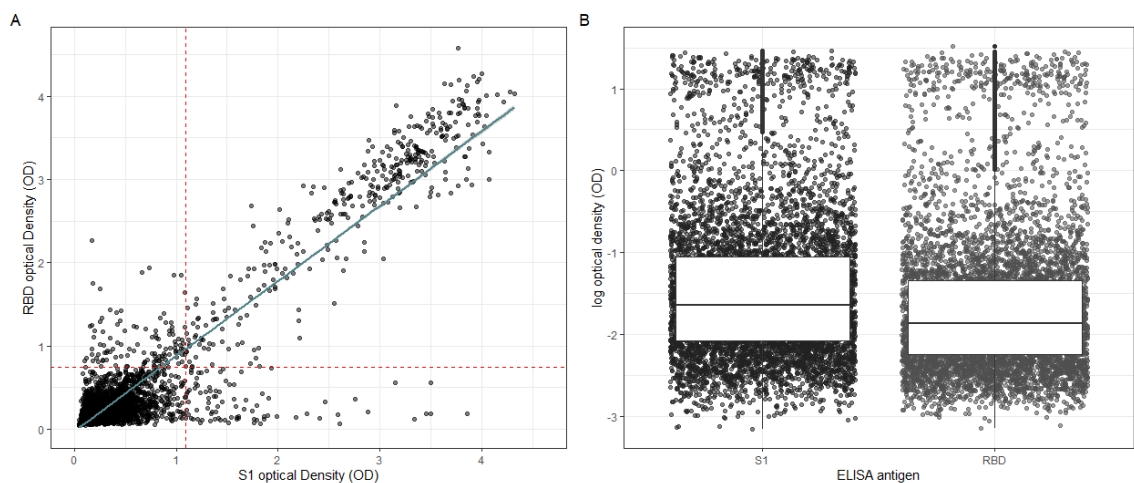 A
RBD optical Density (OD)
4
3
2
1
0
0
1
2
3
4
S1 optical Density (OD)
B
log optical density (OD)
1
0
-1
-2
-3
S1
RBD
ELISA antigen